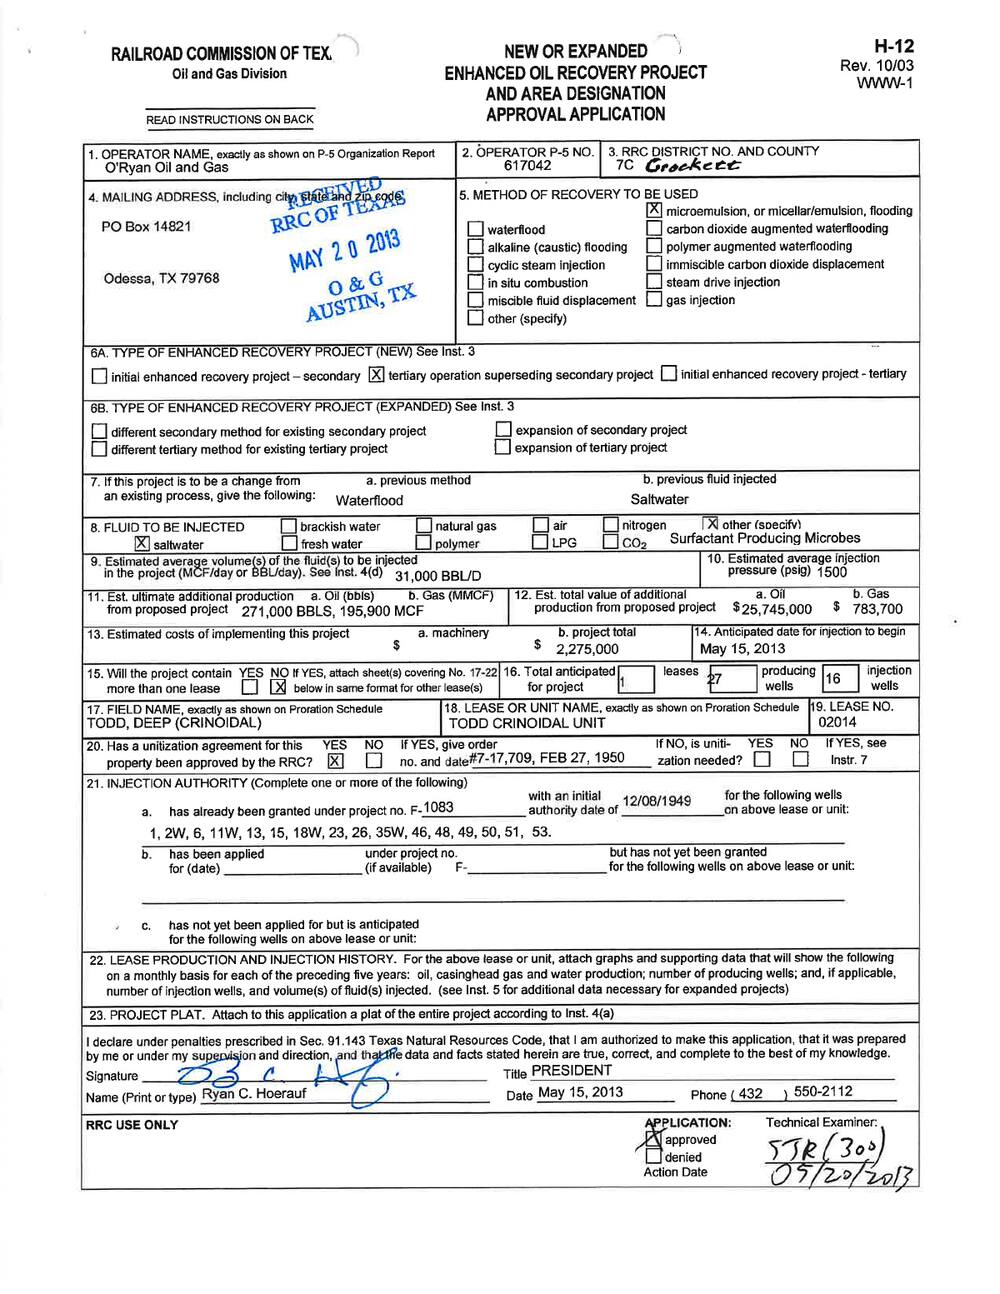 RAILROAD COMMISSION OF TEX
Oil and Gas Division
READ INSTRUCTIONS ON BACK
NEW OR EXPANDED
ENHANCED OIL RECOVERY PROJECT
AND AREA DESIGNATION
APPROVAL APPLICATION
H-12
Rev. 10/03
WWW-1
1. OPERATOR NAME, exactly as shown on P-5 Organization Report
O'Ryan Oil and Gas
2. OPERATOR P-5 NO.
617042
3. RRC DISTRICT NO. AND COUNTY
7C Crockett
4. MAILING ADDRESS, including city, state and zip code
PO Box 14821
Odessa, TX 79768
RECEIVED
RRC OF TEXAS
MAY 20 2013
O & G
AUSTIN, TX
5. METHOD OF RECOVERY TO BE USED
X microemulsion, or micellar/emulsion, flooding
waterflood
carbon dioxide augmented waterflooding
alkaline (caustic) flooding
polymer augmented waterflooding
cyclic steam injection
immiscible carbon dioxide displacement
in situ combustion
steam drive injection
miscible fluid displacement
gas injection
other (specify)
6A. TYPE OF ENHANCED RECOVERY PROJECT (NEW) See Inst. 3
initial enhanced recovery project – secondary X tertiary operation superseding secondary project initial enhanced recovery project - tertiary
6B. TYPE OF ENHANCED RECOVERY PROJECT (EXPANDED) See Inst. 3
different secondary method for existing secondary project expansion of secondary project
different tertiary method for existing tertiary project expansion of tertiary project
7. If this project is to be a change from a. previous method b. previous fluid injected
an existing process, give the following: Waterflood Saltwater
8. FLUID TO BE INJECTED brackish water natural gas air nitrogen X other (specify)
X saltwater fresh water polymer LPG CO2 Surfactant Producing Microbes
9. Estimated average volume(s) of the fluid(s) to be injected
in the project (MCF/day or BBL/day). See Inst. 4(d) 31,000 BBL/D
10. Estimated average injection
pressure (psig) 1500
11. Est. ultimate additional production a. Oil (bbls) b. Gas (MMCF)
from proposed project 271,000 BBLS, 195,900 MCF
12. Est. total value of additional a. Oil b. Gas
production from proposed project $25,745,000 $ 783,700
13. Estimated costs of implementing this project a. machinery b. project total
$ $ 2,275,000
14. Anticipated date for injection to begin
May 15, 2013
15. Will the project contain YES NO If YES, attach sheet(s) covering No. 17-22
more than one lease X below in same format for other lease(s)
16. Total anticipated 1 leases 27 producing 16 injection
for project wells wells
17. FIELD NAME, exactly as shown on Proration Schedule
TODD, DEEP (CRINOIDAL)
18. LEASE OR UNIT NAME, exactly as shown on Proration Schedule
TODD CRINOIDAL UNIT
19. LEASE NO.
02014
20. Has a unitization agreement for this YES NO If YES, give order If NO, is uniti- YES NO If YES, see
property been approved by the RRC? X no. and date #7-17,709, FEB 27, 1950 zation needed? Instr. 7
21. INJECTION AUTHORITY (Complete one or more of the following)
a. has already been granted under project no. F- 1083 with an initial authority date of 12/08/1949 for the following wells on above lease or unit:
1, 2W, 6, 11W, 13, 15, 18W, 23, 26, 35W, 46, 48, 49, 50, 51, 53.
b. has been applied under project no. but has not yet been granted
for (date) (if available) F- for the following wells on above lease or unit:
c. has not yet been applied for but is anticipated
for the following wells on above lease or unit:
22. LEASE PRODUCTION AND INJECTION HISTORY. For the above lease or unit, attach graphs and supporting data that will show the following
on a monthly basis for each of the preceding five years: oil, casinghead gas and water production; number of producing wells; and, if applicable,
number of injection wells, and volume(s) of fluid(s) injected. (see Inst. 5 for additional data necessary for expanded projects)
23. PROJECT PLAT. Attach to this application a plat of the entire project according to Inst. 4(a)
I declare under penalties prescribed in Sec. 91.143 Texas Natural Resources Code, that I am authorized to make this application, that it was prepared
by me or under my supervision and direction, and that the data and facts stated herein are true, correct, and complete to the best of my knowledge.
Signature Title PRESIDENT
Name (Print or type) Ryan C. Hoerauf Date May 15, 2013 Phone ( 432 ) 550-2112
RRC USE ONLY
APPLICATION:
X approved
denied
Action Date
Technical Examiner:
SJR (300)
05/20/2013